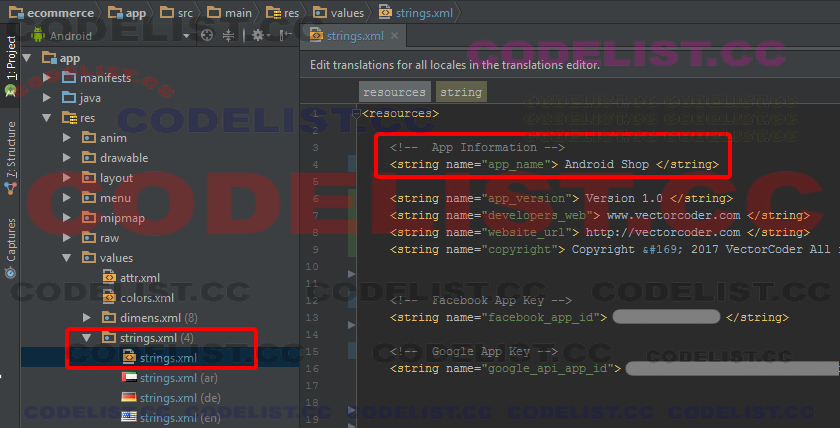 ecommerce app src main res values strings.xml
Android
strings.xml
CODELIST.CC
CODELIST.CC
Edit translations for all locales in the translations editor.
1: Project
Z: Structure
Captures
app
manifests
java
res
anim
drawable
layout
menu
mipmap
raw
values
attr.xml
colors.xml
dimens.xml (8)
strings.xml (4)
strings.xml
strings.xml (ar)
strings.xml (de)
strings.xml (en)
resources string
1 <resources>
2
3 <!-- App Information -->
4 <string name="app_name"> Android Shop </string>
5
6 <string name="app_version"> Version 1.0 </string>
7 <string name="developers_web"> www.vectorcoder.com </string>
8 <string name="website_url"> http://vectorcoder.com </string>
9 <string name="copyright"> Copyright &#169; 2017 VectorCoder All
10
11
12 <!-- Facebook App Key -->
13 <string name="facebook_app_id"> </string>
14
15 <!-- Google App Key -->
16 <string name="google_api_app_id">
17
18
19
CODELIST.CC
CODELIST.CC
CODELIST.CC
CODELIST.CC
CODELIST.CC
CODELIST.CC
CODELIST.CC
CODELIST.CC
CODELIST.CC